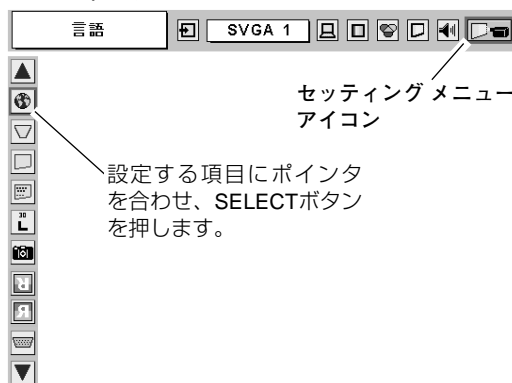 言語
SVGA 1
セッティング メニュー
アイコン
設定する項目にポインタ
を合わせ、SELECTボタン
を押します。
30
L
R
R